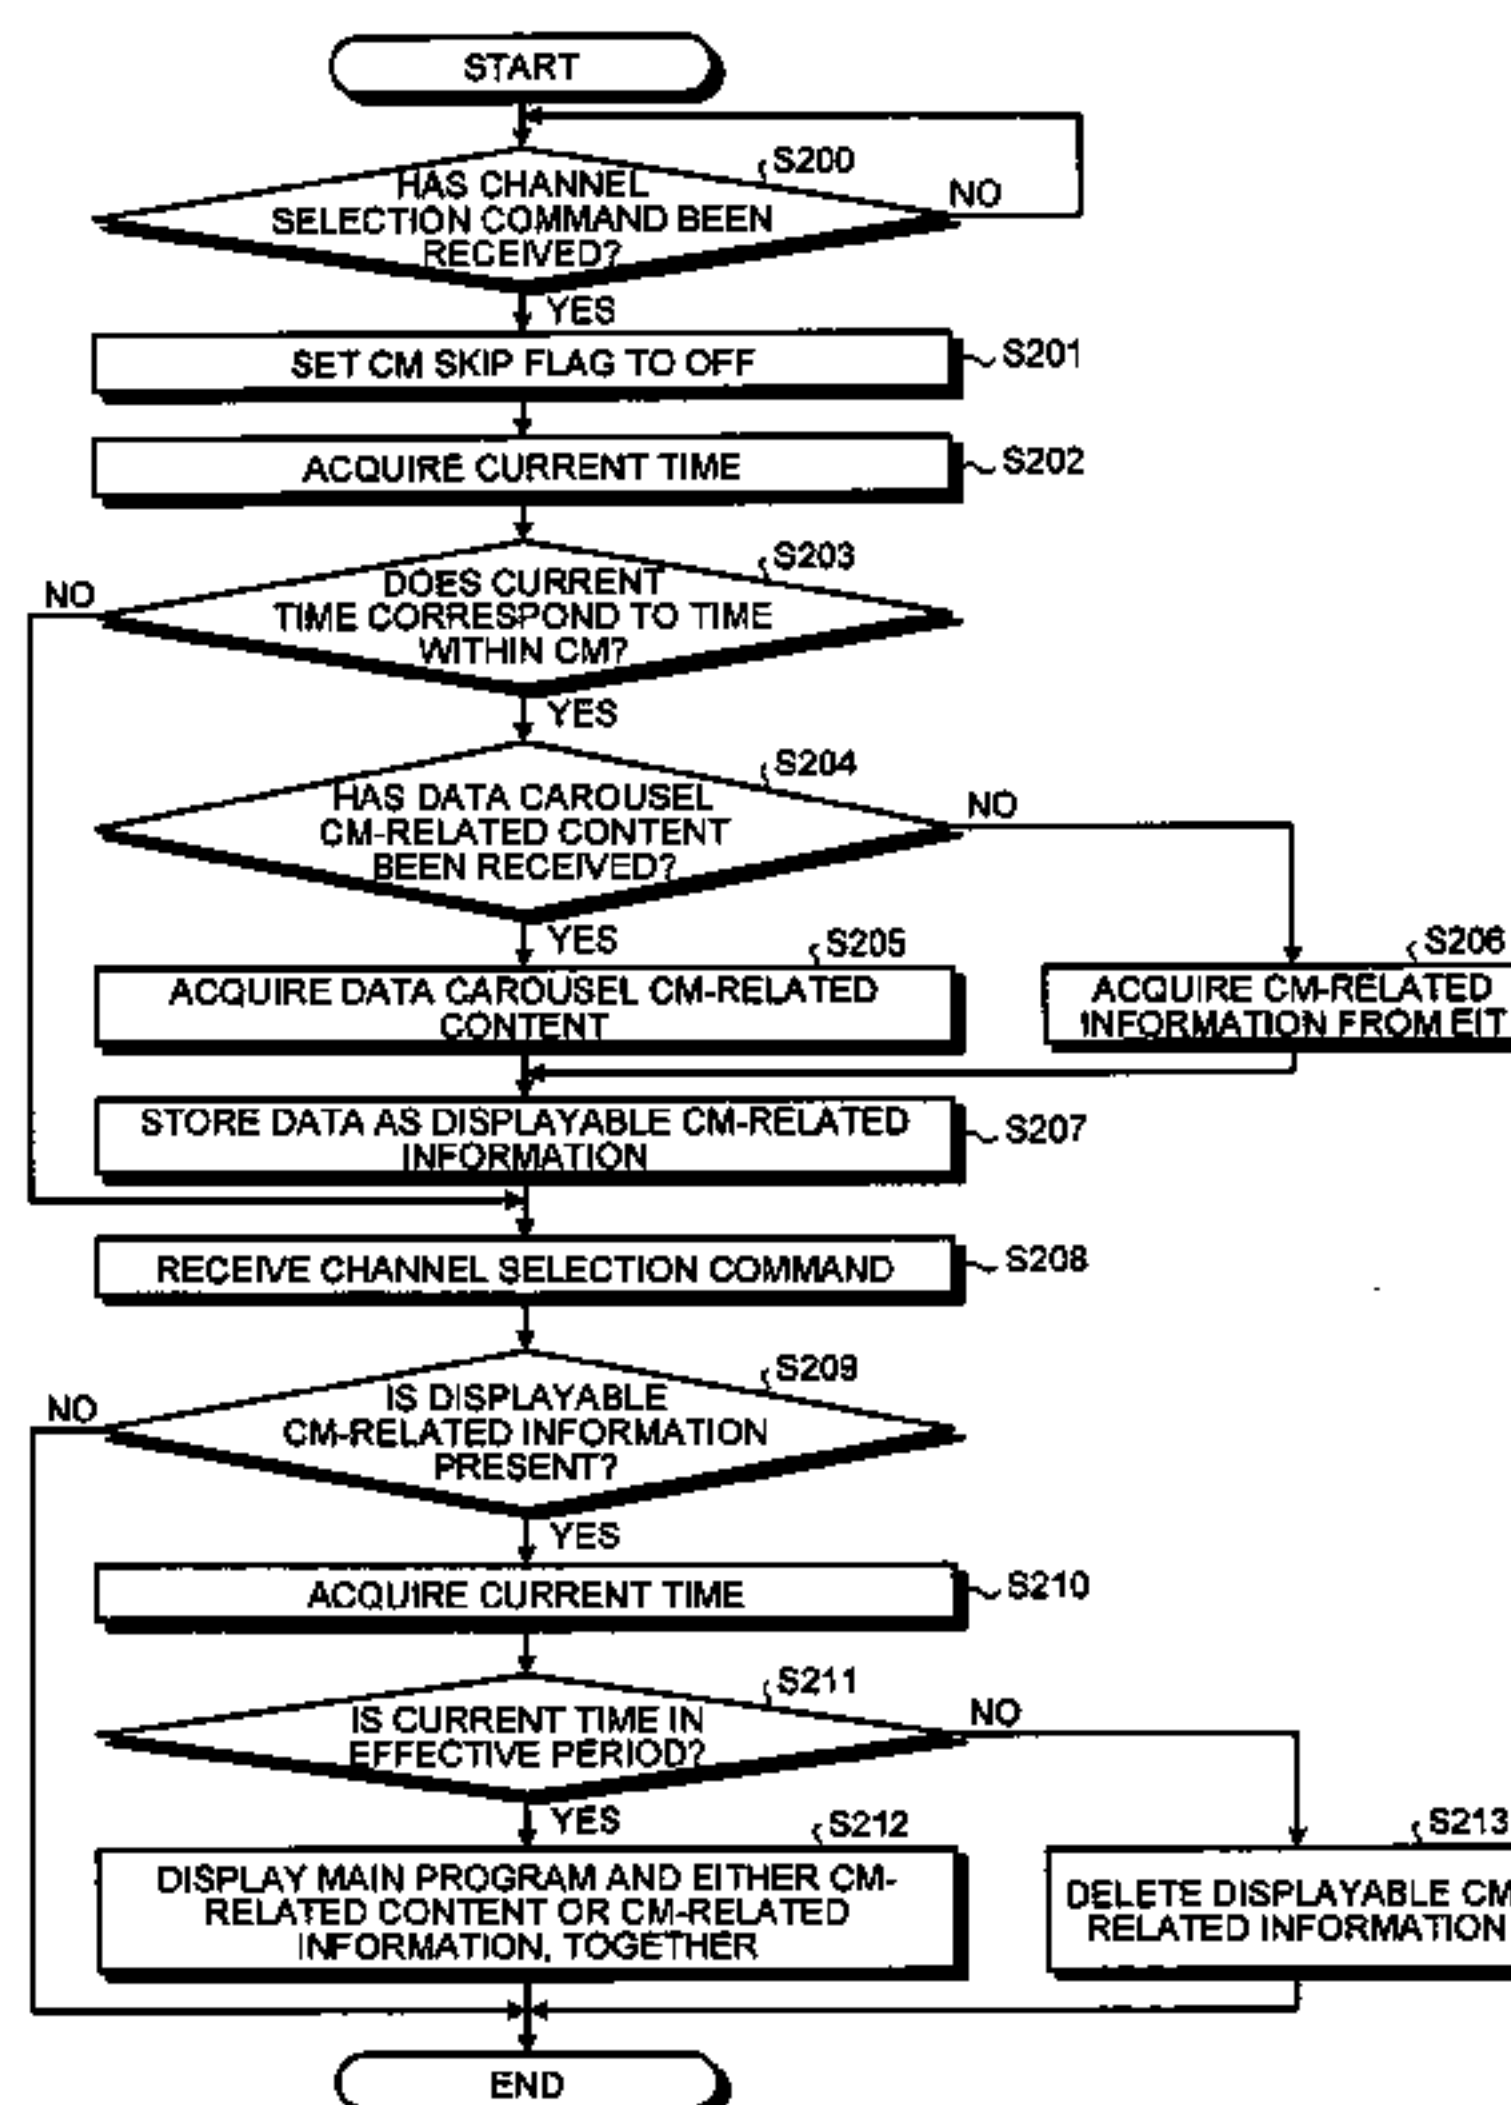 START
S200
HAS CHANNEL
SELECTION COMMAND BEEN
RECEIVED?
NO
YES
SET CM SKIP FLAG TO OFF
S201
ACQUIRE CURRENT TIME
S202
S203
DOES CURRENT
TIME CORRESPOND TO TIME
WITHIN CM?
NO
YES
S204
HAS DATA CAROUSEL
CM-RELATED CONTENT
BEEN RECEIVED?
NO
YES
S205
ACQUIRE DATA CAROUSEL CM-RELATED
CONTENT
S206
ACQUIRE CM-RELATED
INFORMATION FROM EIT
STORE DATA AS DISPLAYABLE CM-RELATED
INFORMATION
S207
RECEIVE CHANNEL SELECTION COMMAND
S208
S209
IS DISPLAYABLE
CM-RELATED INFORMATION
PRESENT?
NO
YES
ACQUIRE CURRENT TIME
S210
S211
IS CURRENT TIME IN
EFFECTIVE PERIOD?
NO
YES
S212
DISPLAY MAIN PROGRAM AND EITHER CM-
RELATED CONTENT OR CM-RELATED
INFORMATION, TOGETHER
S213
DELETE DISPLAYABLE CM
RELATED INFORMATION
END